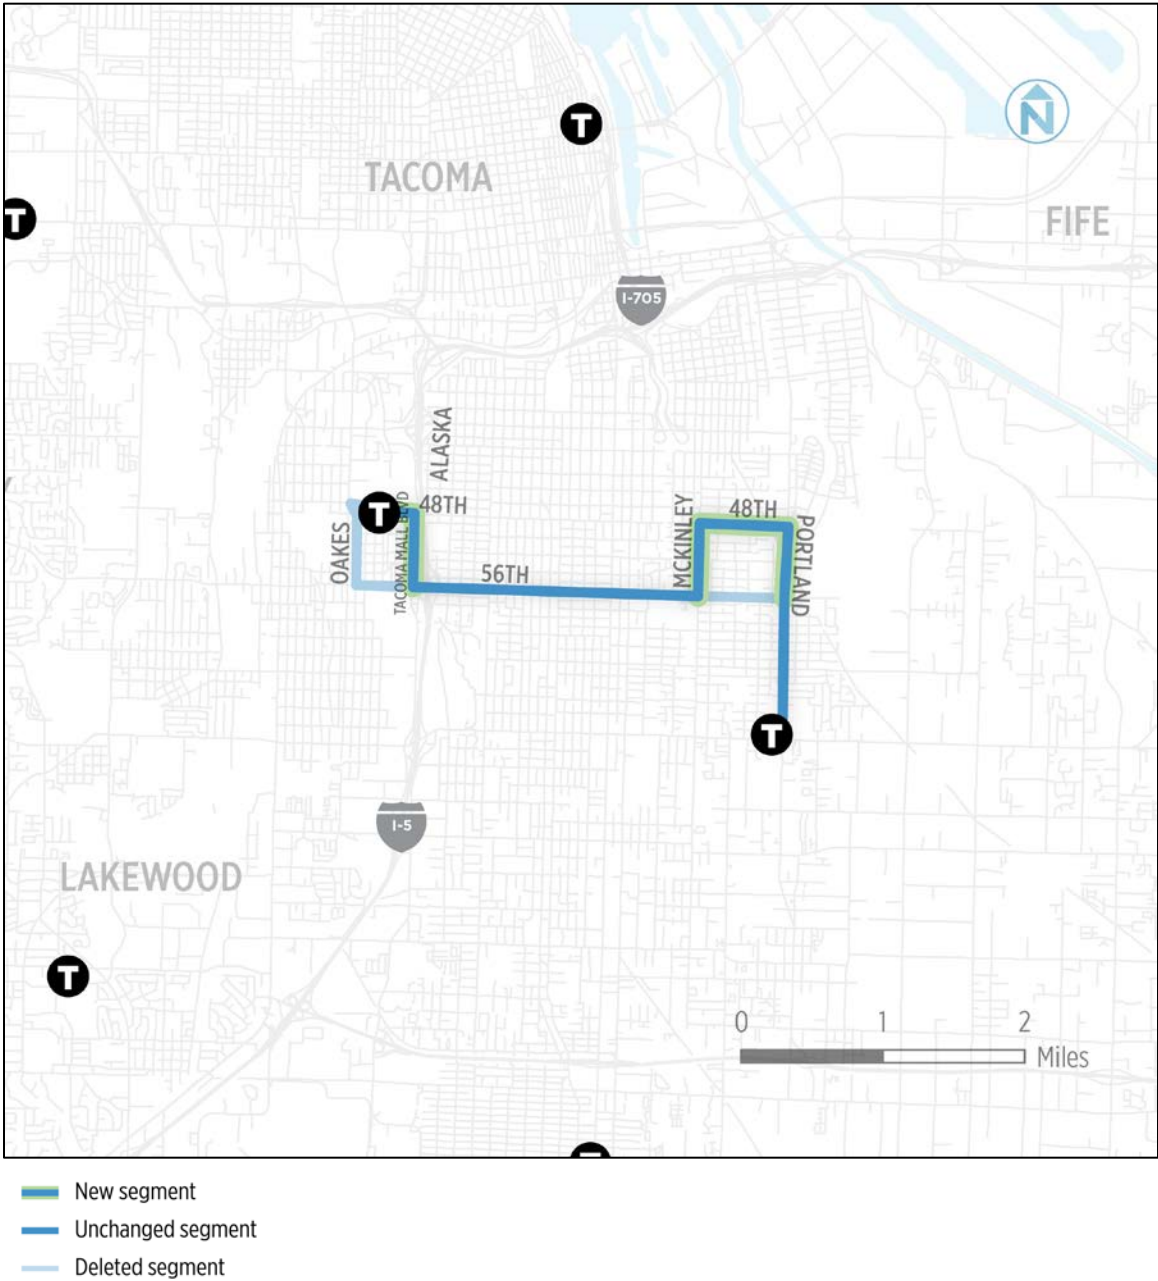 N
T
TACOMA
T
FIFE
I-705
ALASKA
T
48TH
TACOMA MALL BLVD
OAKES
56TH
MCKINLEY
48TH
PORTLAND
T
I-5
LAKEWOOD
T
0 1 2
Miles
New segment
Unchanged segment
Deleted segment